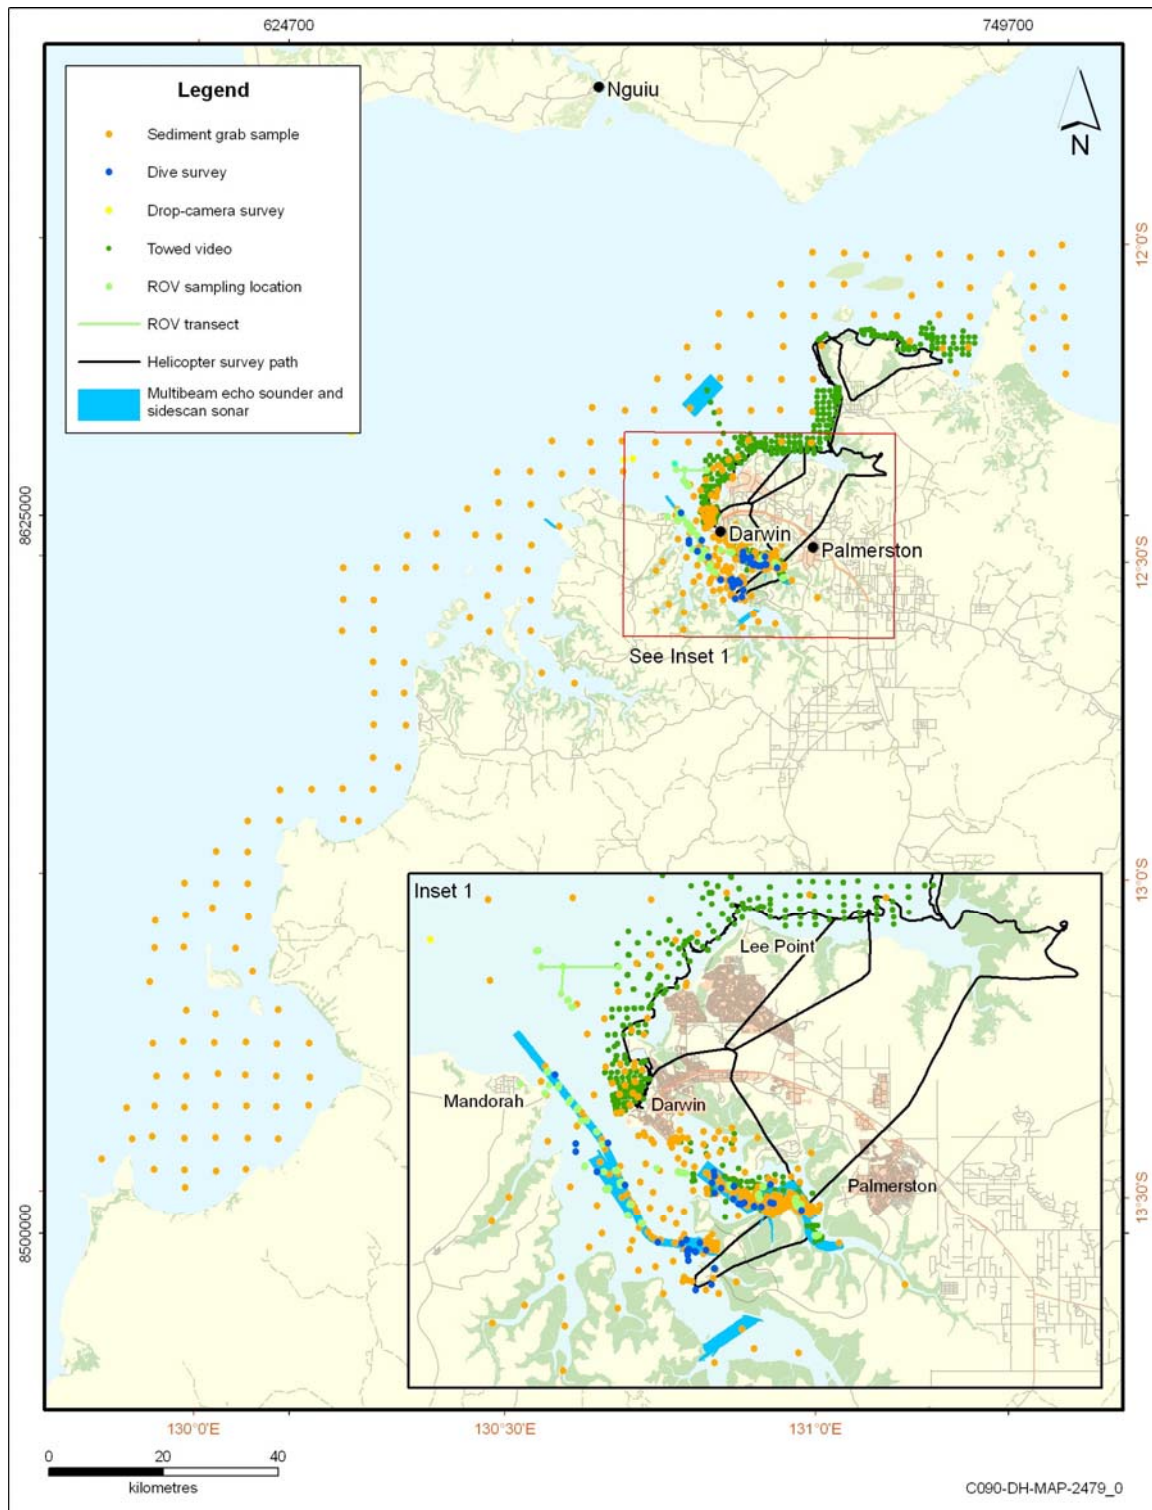 624700
749700
Legend
Sediment grab sample
Dive survey
Drop-camera survey
Towed video
ROV sampling location
ROV transect
Helicopter survey path
Multibeam echo sounder and
sidescan sonar
Nguiu
N
12°0'S
8625000
Darwin
Palmerston
12°30'S
See Inset 1
Inset 1
13°0'S
Lee Point
Mandorah
Darwin
Palmerston
13°30'S
8500000
130°0'E
130°30'E
131°0'E
0 20 40
kilometres
C090-DH-MAP-2479_0